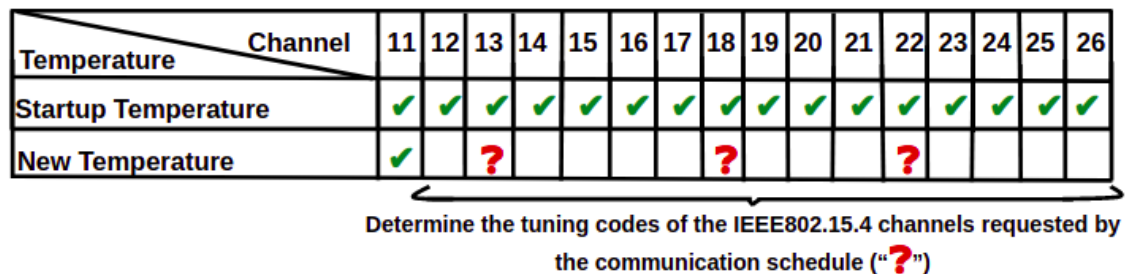 Channel 11 12 13 14 15 16 17 18 19 20 21 22 23 24 25 26
Temperature
Startup Temperature ✔ ✔ ✔ ✔ ✔ ✔ ✔ ✔ ✔ ✔ ✔ ✔ ✔ ✔ ✔ ✔
New Temperature ✔ ? ? ?
Determine the tuning codes of the IEEE802.15.4 channels requested by
the communication schedule (“?”)